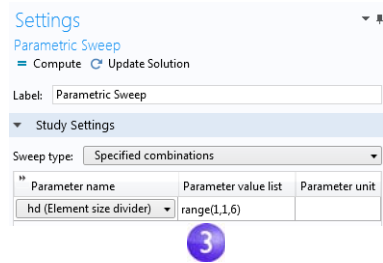 Settings
Parametric Sweep
= Compute Update Solution
Label: Parametric Sweep
Study Settings
Sweep type: Specified combinations
Parameter name Parameter value list Parameter unit
hd (Element size divider) range(1,1,6)
3